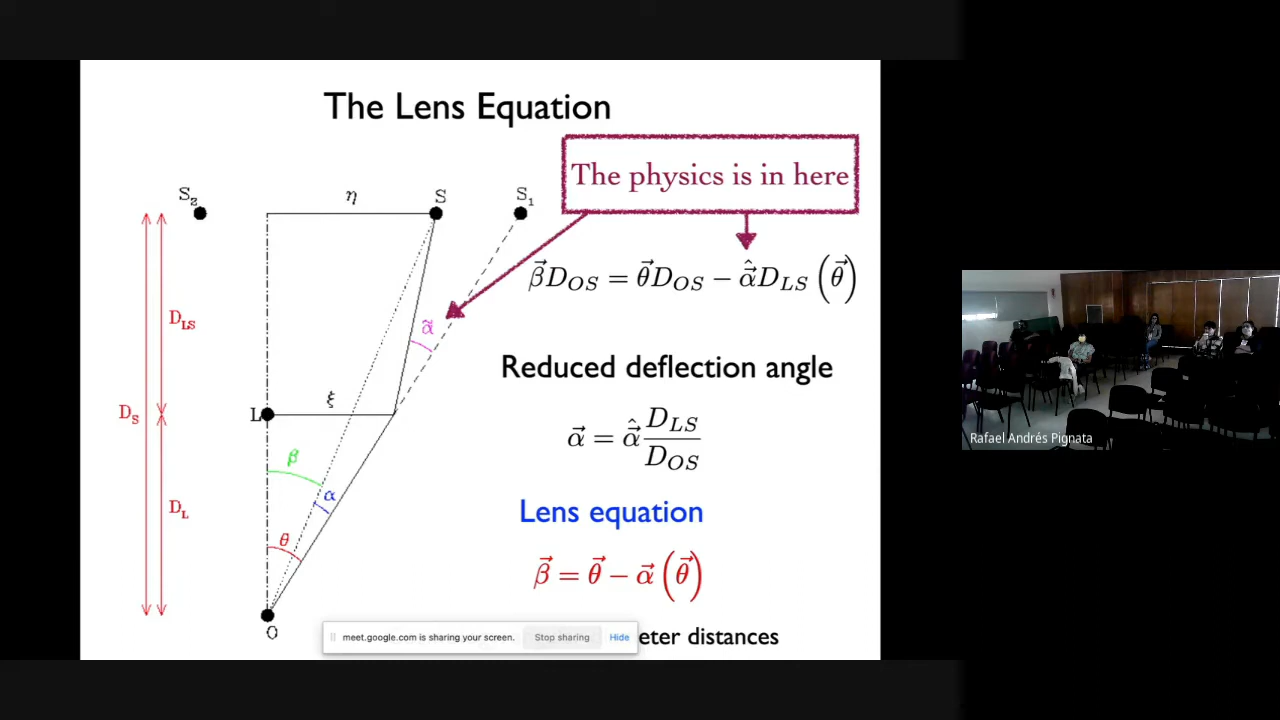 The Lens Equation
The physics is in here
S₂
η
S
S₁
β⃗D_OS = θ⃗D_OS − α̂⃗D_LS (θ⃗)
D_LS
α̃
Reduced deflection angle
D_S
L
ξ
α⃗ = α̂⃗ D_LS/D_OS
β
α
D_L
θ
Lens equation
β⃗ = θ⃗ − α⃗ (θ⃗)
O
meet.google.com is sharing your screen. Stop sharing Hide
eter distances
Rafael Andrés Pignata